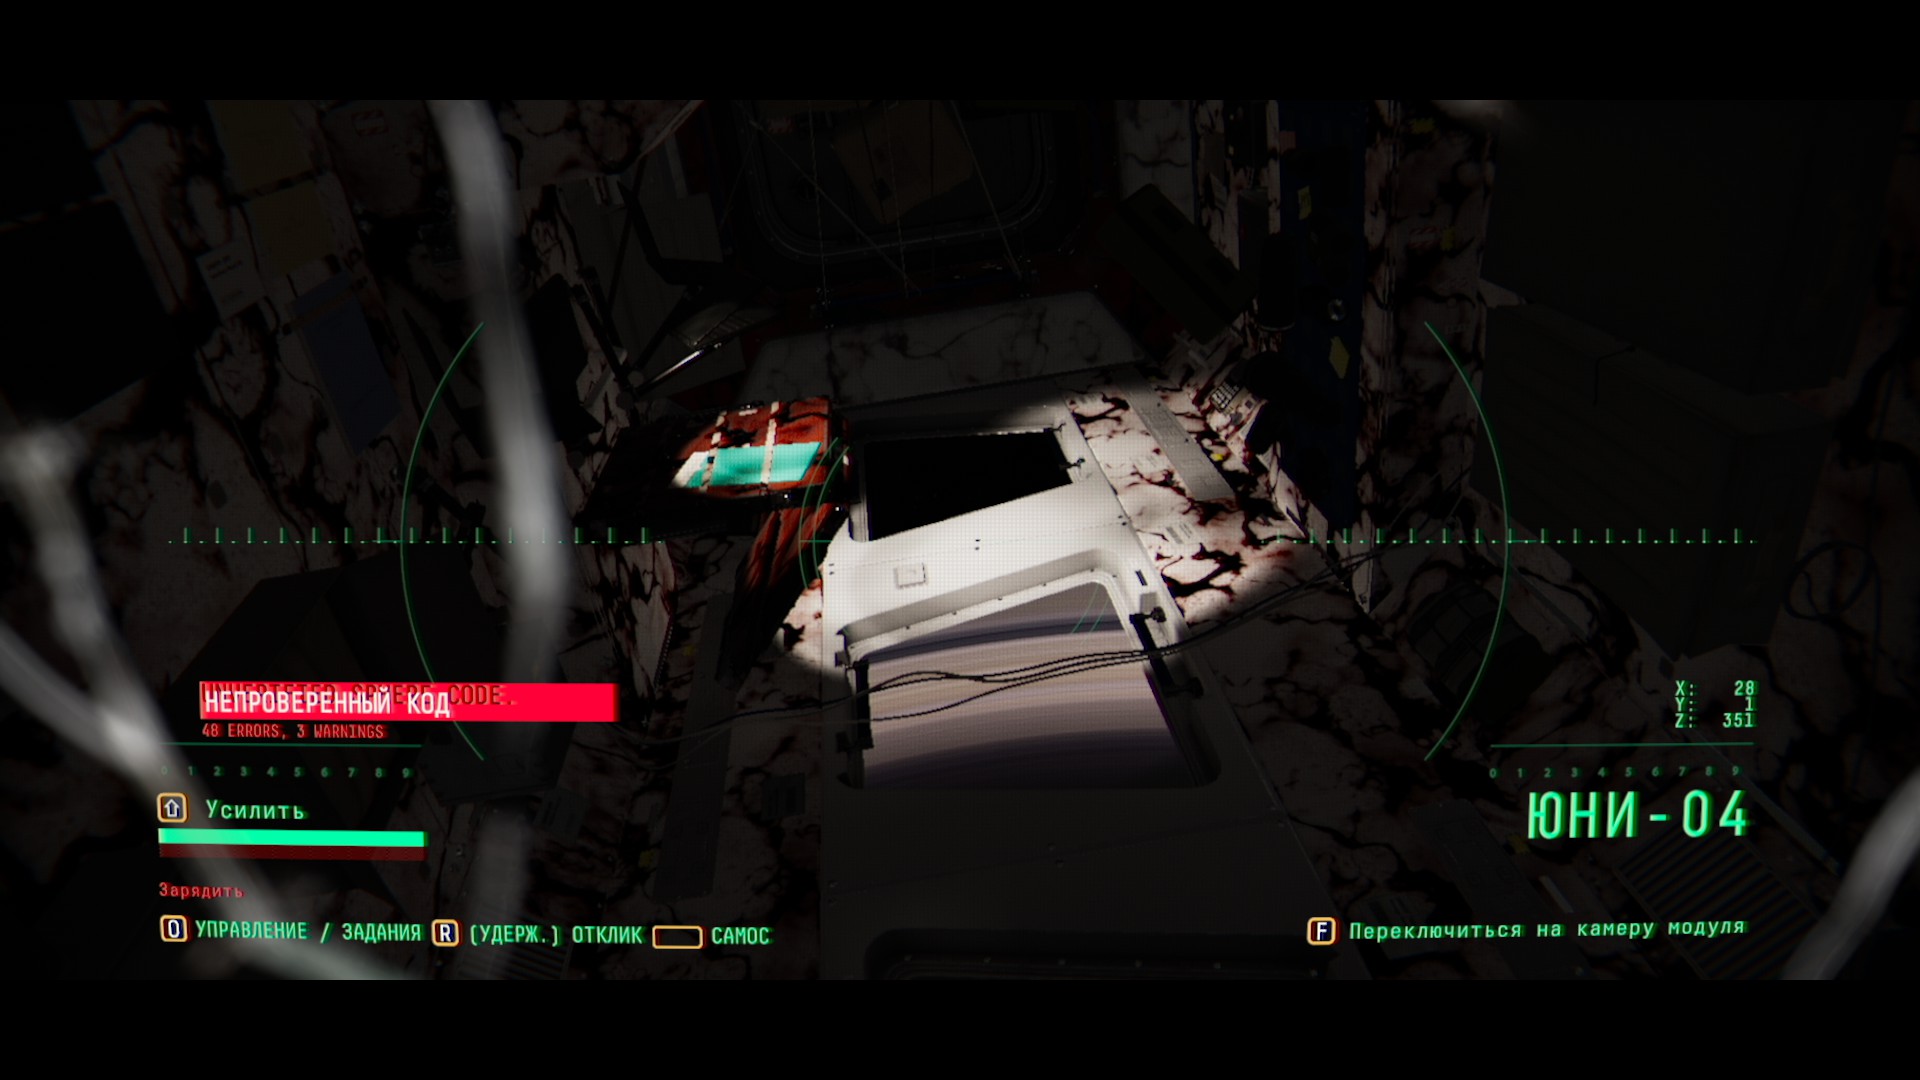 НЕПРОВЕРЕННЫЙ КОД
CODE.
48 ERRORS, 3 WARNINGS
0 1 2 3 4 5 6 7 8 9
Усилить
Зарядить
O УПРАВЛЕНИЕ / ЗАДАНИЯ R (УДЕРЖ.) ОТКЛИК САМОС
X: 28
Y: 1
Z: 351
0 1 2 3 4 5 6 7 8 9
ЮНИ-04
F Переключиться на камеру модуля